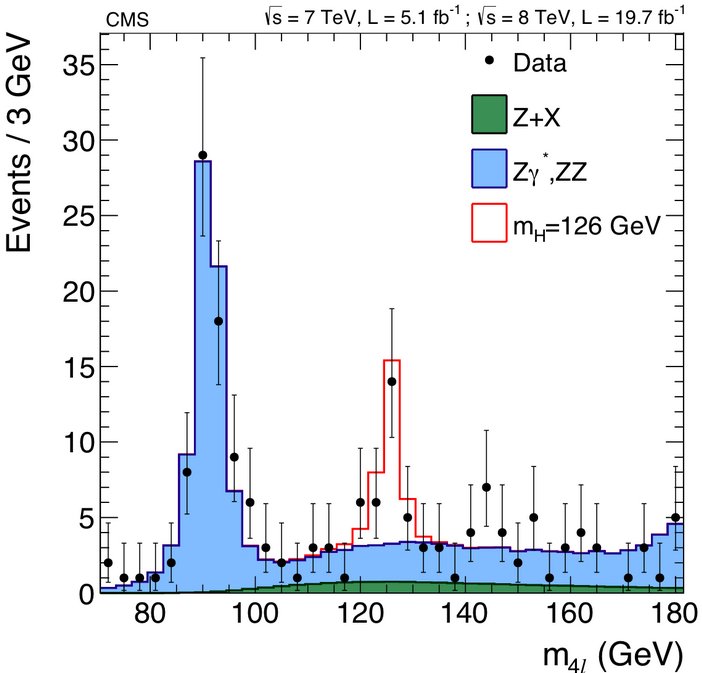 CMS √s = 7 TeV, L = 5.1 fb⁻¹ ; √s = 8 TeV, L = 19.7 fb⁻¹
Events / 3 GeV
35
30
25
20
15
10
5
0
Data
Z+X
Zγ*,ZZ
m_H=126 GeV
80 100 120 140 160 180
m_4l (GeV)